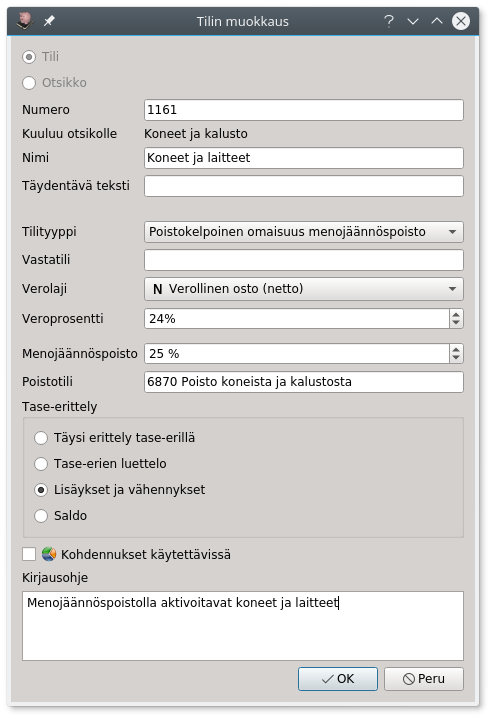 Tilin muokkaus
Tili
Otsikko
Numero 1161
Kuuluu otsikolle Koneet ja kalusto
Nimi Koneet ja laitteet
Täydentävä teksti
Tilityyppi Poistokelpoinen omaisuus menojäännöspoisto
Vastatili
Verolaji N Verollinen osto (netto)
Veroprosentti 24%
Menojäännöspoisto 25 %
Poistotili 6870 Poisto koneista ja kalustosta
Tase-erittely
Täysi erittely tase-erillä
Tase-erien luettelo
Lisäykset ja vähennykset
Saldo
Kohdennukset käytettävissä
Kirjausohje
Menojäännöspoistolla aktivoitavat koneet ja laitteet
OK Peru